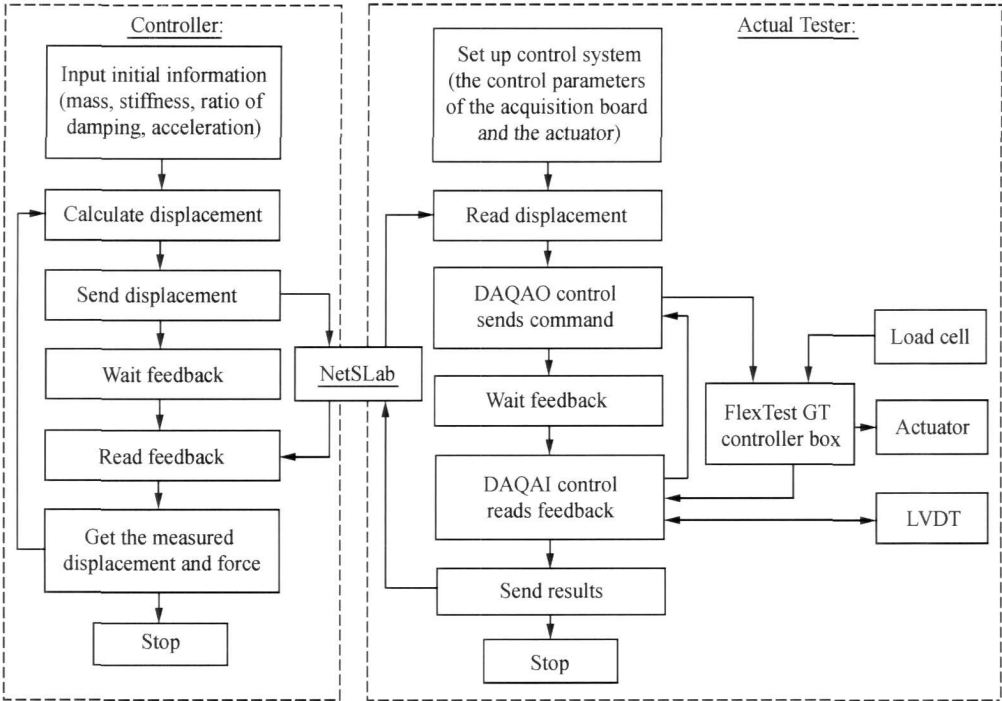 Controller:
Input initial information
(mass, stiffness, ratio of
damping, acceleration)
Calculate displacement
Send displacement
Wait feedback
Read feedback
Get the measured
displacement and force
Stop
NetSLab
Actual Tester:
Set up control system
(the control parameters
of the acquisition board
and the actuator)
Read displacement
DAQAO control
sends command
Wait feedback
DAQAI control
reads feedback
Send results
Stop
Load cell
FlexTest GT
controller box
Actuator
LVDT